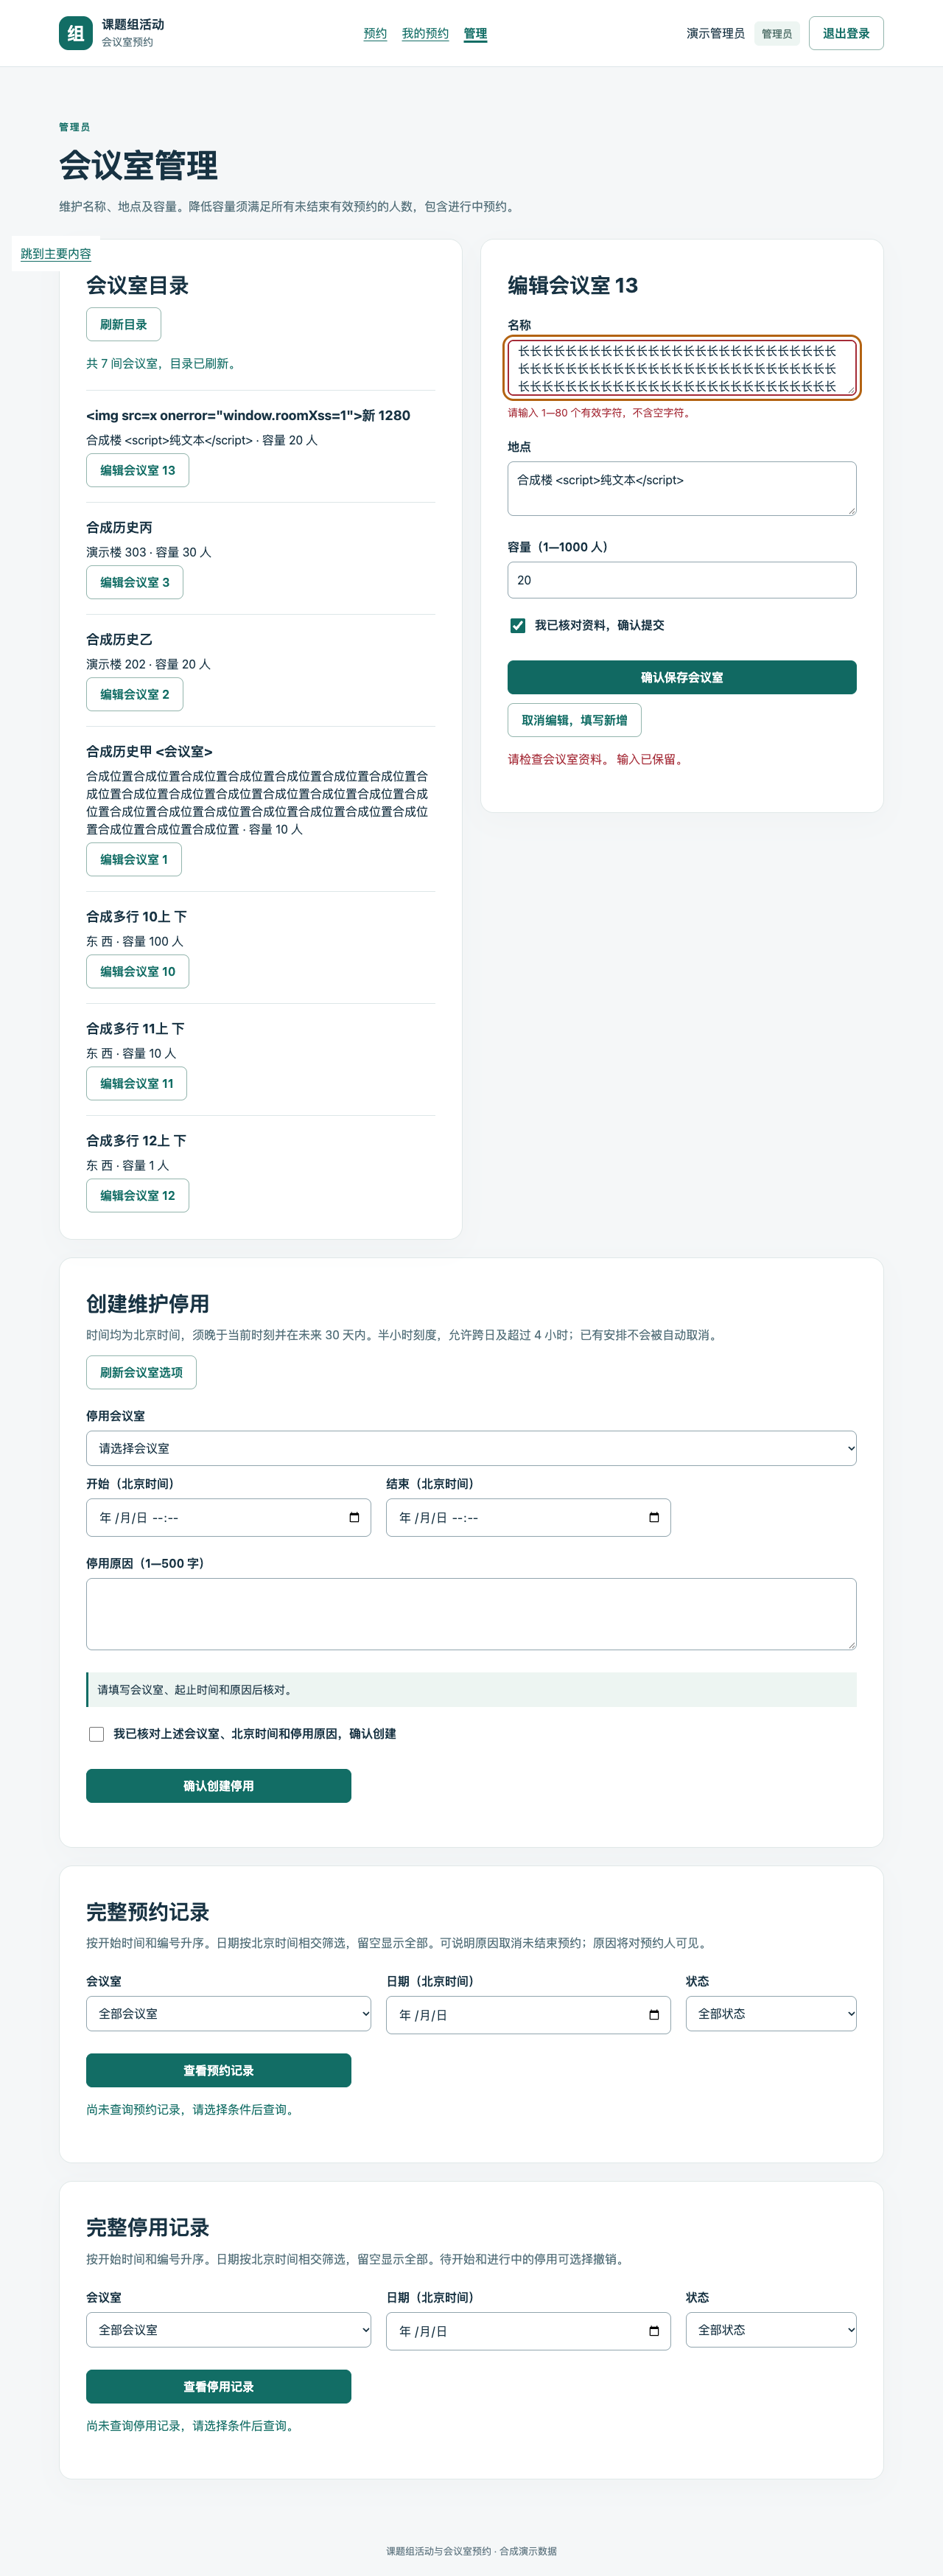 组
课题组活动
会议室预约
预约 我的预约 管理
演示管理员 管理员 退出登录
管理员
会议室管理
维护名称、地点及容量。降低容量须满足所有未结束有效预约的人数，包含进行中预约。
跳到主要内容
会议室目录
刷新目录
共 7 间会议室，目录已刷新。
<img src=x onerror="window.roomXss=1">新 1280
合成楼 <script>纯文本</script> · 容量 20 人
编辑会议室 13
合成历史丙
演示楼 303 · 容量 30 人
编辑会议室 3
合成历史乙
演示楼 202 · 容量 20 人
编辑会议室 2
合成历史甲 <会议室>
合成位置合成位置合成位置合成位置合成位置合成位置合成位置合
成位置合成位置合成位置合成位置合成位置合成位置合成位置合成
位置合成位置合成位置合成位置合成位置合成位置合成位置合成位
置合成位置合成位置合成位置 · 容量 10 人
编辑会议室 1
合成多行 10上 下
东 西 · 容量 100 人
编辑会议室 10
合成多行 11上 下
东 西 · 容量 10 人
编辑会议室 11
合成多行 12上 下
东 西 · 容量 1 人
编辑会议室 12
编辑会议室 13
名称
长长长长长长长长长长长长长长长长长长长长长长长长长长长
长长长长长长长长长长长长长长长长长长长长长长长长长长长
长长长长长长长长长长长长长长长长长长长长长长长长长长长
请输入 1—80 个有效字符，不含空字符。
地点
合成楼 <script>纯文本</script>
容量（1—1000 人）
20
我已核对资料，确认提交
确认保存会议室
取消编辑，填写新增
请检查会议室资料。 输入已保留。
创建维护停用
时间均为北京时间，须晚于当前时刻并在未来 30 天内。半小时刻度，允许跨日及超过 4 小时；已有安排不会被自动取消。
刷新会议室选项
停用会议室
请选择会议室
开始（北京时间） 结束（北京时间）
年 /月/日 --:-- 年 /月/日 --:--
停用原因（1—500 字）
请填写会议室、起止时间和原因后核对。
我已核对上述会议室、北京时间和停用原因，确认创建
确认创建停用
完整预约记录
按开始时间和编号升序。日期按北京时间相交筛选，留空显示全部。可说明原因取消未结束预约；原因将对预约人可见。
会议室 日期（北京时间） 状态
全部会议室 年 /月/日 全部状态
查看预约记录
尚未查询预约记录，请选择条件后查询。
完整停用记录
按开始时间和编号升序。日期按北京时间相交筛选，留空显示全部。待开始和进行中的停用可选择撤销。
会议室 日期（北京时间） 状态
全部会议室 年 /月/日 全部状态
查看停用记录
尚未查询停用记录，请选择条件后查询。
课题组活动与会议室预约 · 合成演示数据